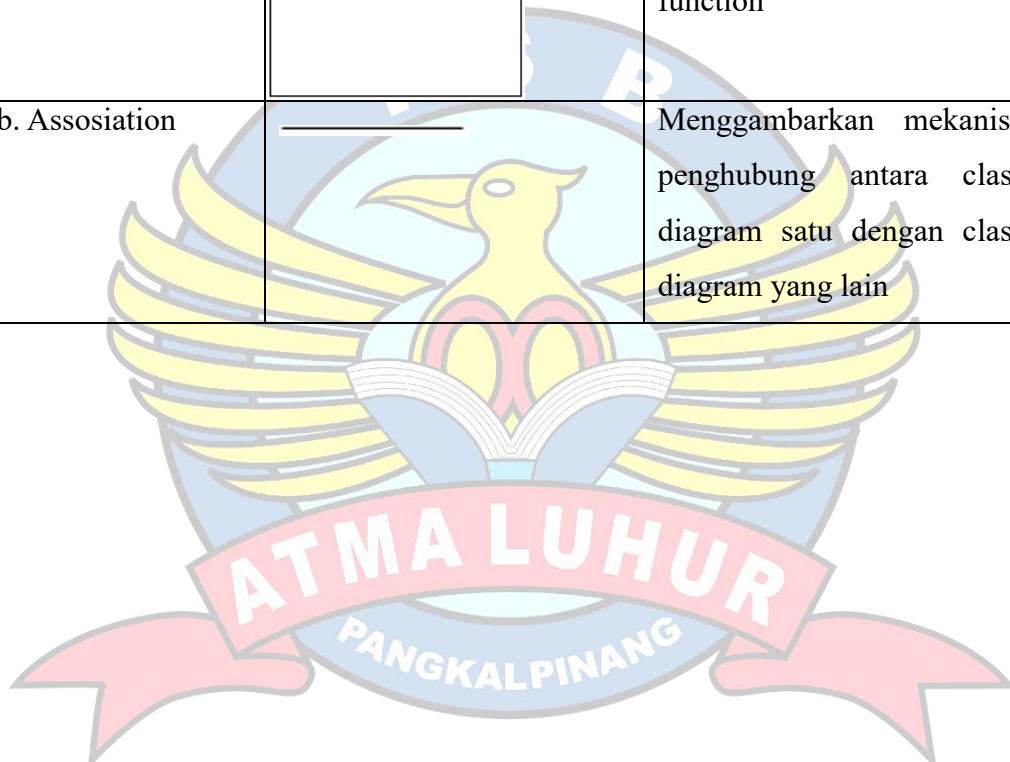 function
b. Assosiation
Menggambarkan mekanis
penghubung antara clas
diagram satu dengan clas
diagram yang lain
S B
ATMA LUHUR
PANGKALPINANG